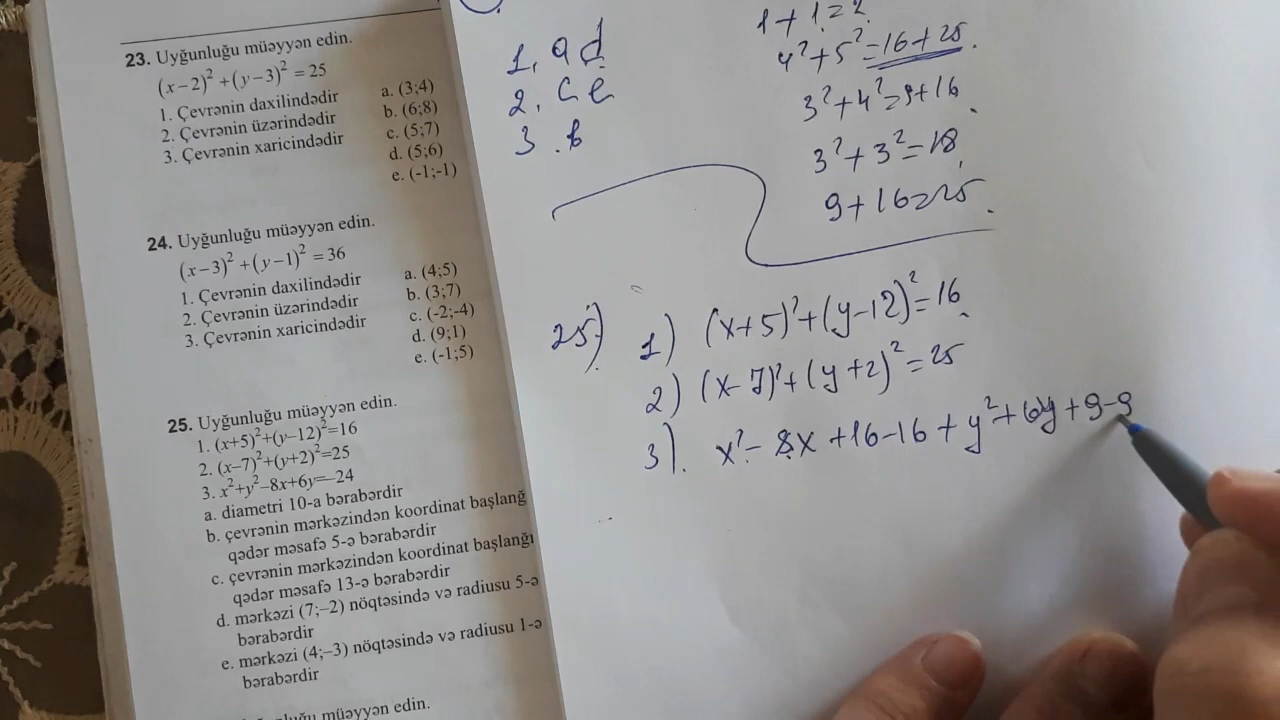 23. Uyğunluğu müəyyən edin.
(x−2)² +(y−3)² = 25
1. Çevrənin daxilindədir
2. Çevrənin üzərindədir
3. Çevrənin xaricindədir
a. (3;4)
b. (6;8)
c. (5;7)
d. (5;6)
e. (-1;-1)
24. Uyğunluğu müəyyən edin.
(x−3)² +(y−1)² = 36
1. Çevrənin daxilindədir
2. Çevrənin üzərindədir
3. Çevrənin xaricindədir
a. (4;5)
b. (3;7)
c. (-2;-4)
d. (9;1)
e. (-1;5)
25. Uyğunluğu müəyyən edin.
1. (x+5)²+(y−12)²=16
2. (x−7)²+(y+2)²=25
3. x²+y²−8x+6y=−24
a. diametri 10-a bərabərdir
b. çevrənin mərkəzindən koordinat başlanğ
qədər məsafə 5-ə bərabərdir
c. çevrənin mərkəzindən koordinat başlanğı
qədər məsafə 13-ə bərabərdir
d. mərkəzi (7;−2) nöqtəsində və radiusu 5-ə
bərabərdir
e. mərkəzi (4;−3) nöqtəsində və radiusu 1-ə
bərabərdir
müəyyən edin.
1, a d
2, c e
3. b
1+1=2
4²+5²=16+25.
3²+4²=9+16.
3²+3²=18,
9+16=25.
25) 1) (x+5)²+(y-12)²=16
2) (x-7)²+(y+2)²=25
3). x²-8x+16-16+y²+6y+9-9